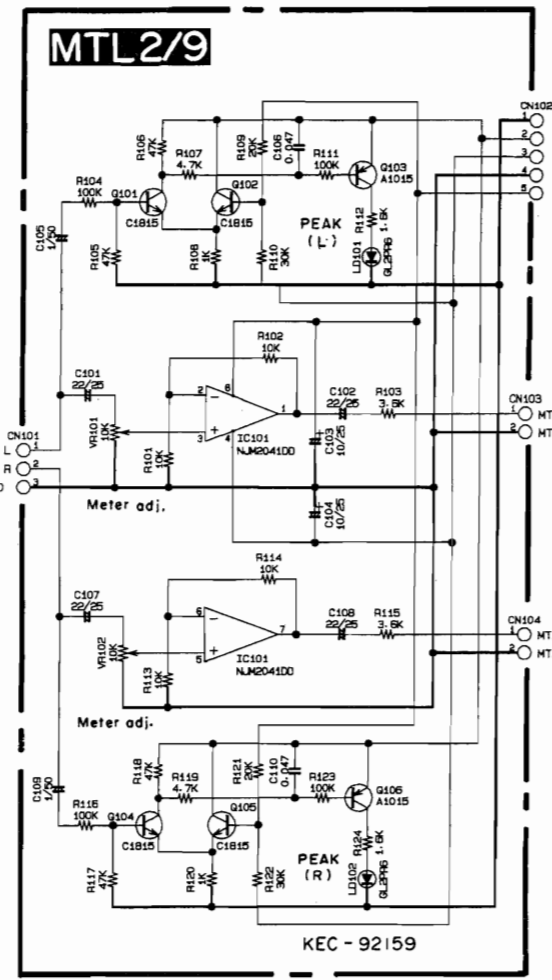 MTL2/9
CN102
1
2
3
4
5
R106 47K
R107 4.7K
R109 20K
C106 0.047
R111 100K
Q103 A1015
R104 100K
Q101
C1815
Q102
C1815
C105 1/50
R105 47K
R108 1K
R110 30K
PEAK
(L)
R112 1.6K
LD101
GL2PR6
R102
10K
C101
22/25
VR101
10K
R101
10K
2
3
6
4
1
IC101
NJM2041DD
C102
22/25
R103
3.6K
C103
10/25
C104
10/25
CN103
1 MT
2 MT
CN101
L 1
R 2
3
Meter adj.
R114
10K
C107
22/25
VR102
10K
R113
10K
6
5
7
IC101
NJM2041DD
C108
22/25
R115
3.6K
CN104
1 MT
2 MT
Meter adj.
R118 47K
R119 4.7K
R121 20K
C110 0.047
R123 100K
Q106 A1015
C109 1/50
R116 100K
Q104
C1815
Q105
C1815
R117 47K
R120 1K
R122 30K
PEAK
(R)
R124 1.6K
LD102
GL2PR6
KEC-92159